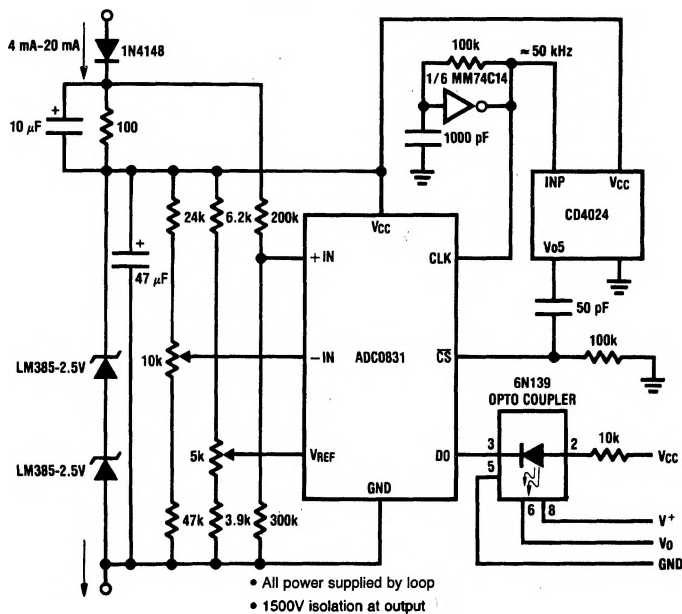 4 mA-20 mA
1N4148
100k
≈ 50 kHz
1/6 MM74C14
10 μF
+
100
1000 pF
INP
VCC
CD4024
VO5
24k
6.2k
200k
VCC
+
47 μF
+IN
CLK
50 pF
LM385-2.5V
10k
−IN
ADC0831
CS
100k
6N139
OPTO COUPLER
LM385-2.5V
5k
VREF
DO
3
2
10k
VCC
5
GND
6
8
47k
3.9k
300k
V+
VO
GND
• All power supplied by loop
• 1500V isolation at output